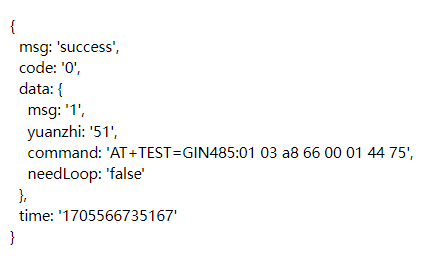 {
msg: 'success',
code: '0',
data: {
msg: '1',
yuanzhi: '51',
command: 'AT+TEST=GIN485:01 03 a8 66 00 01 44 75',
needLoop: 'false'
},
time: '1705566735167'
}